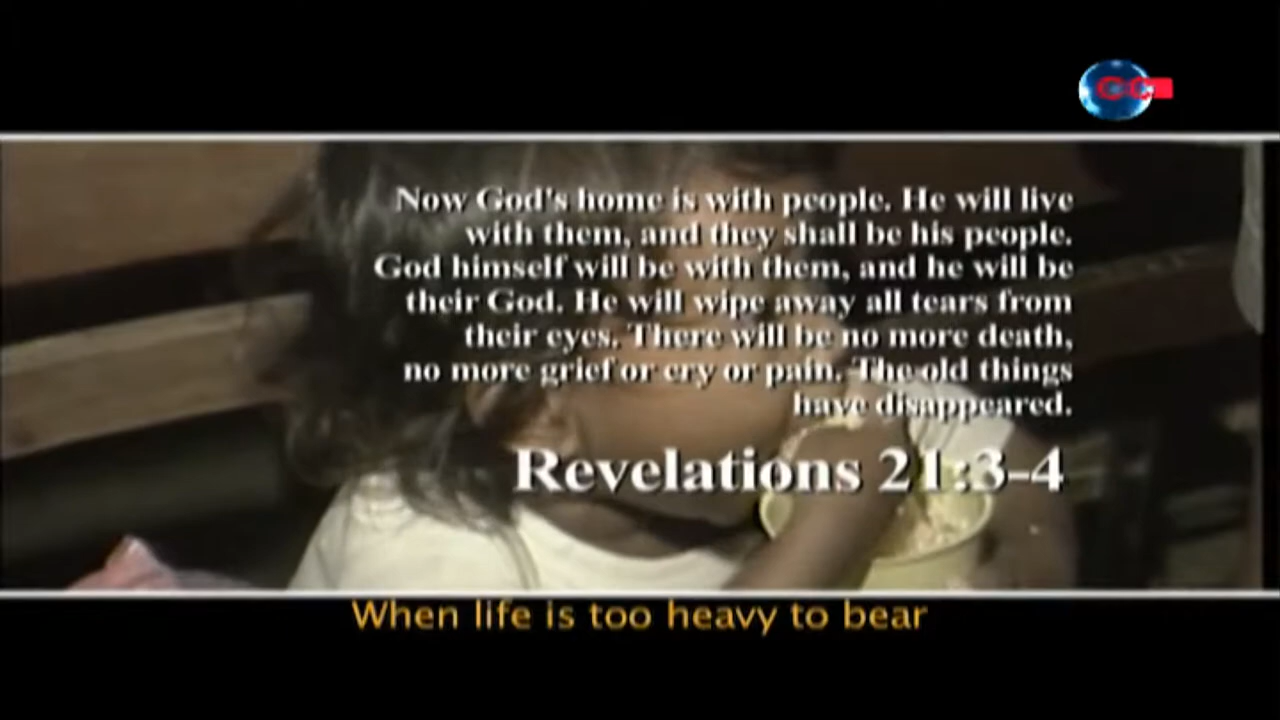 GC
Now God's home is with people. He will live
with them, and they shall be his people.
God himself will be with them, and he will be
their God. He will wipe away all tears from
their eyes. There will be no more death,
no more grief or cry or pain. The old things
have disappeared.
Revelations 21:3-4
When life is too heavy to bear